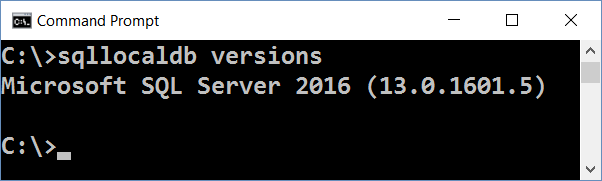 Command Prompt
C:\>sqllocaldb versions
Microsoft SQL Server 2016 (13.0.1601.5)
C:\>